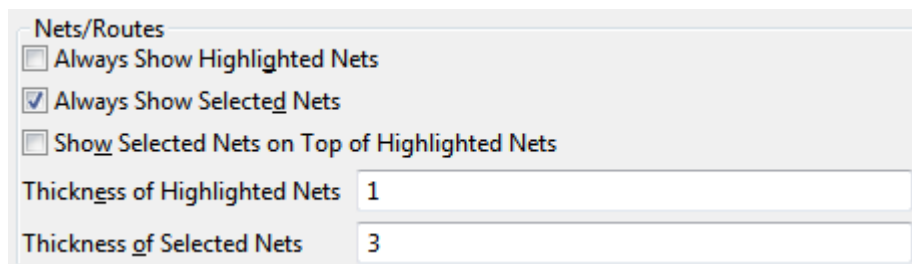 Nets/Routes
Always Show Highlighted Nets
Always Show Selected Nets
Show Selected Nets on Top of Highlighted Nets
Thickness of Highlighted Nets 1
Thickness of Selected Nets 3